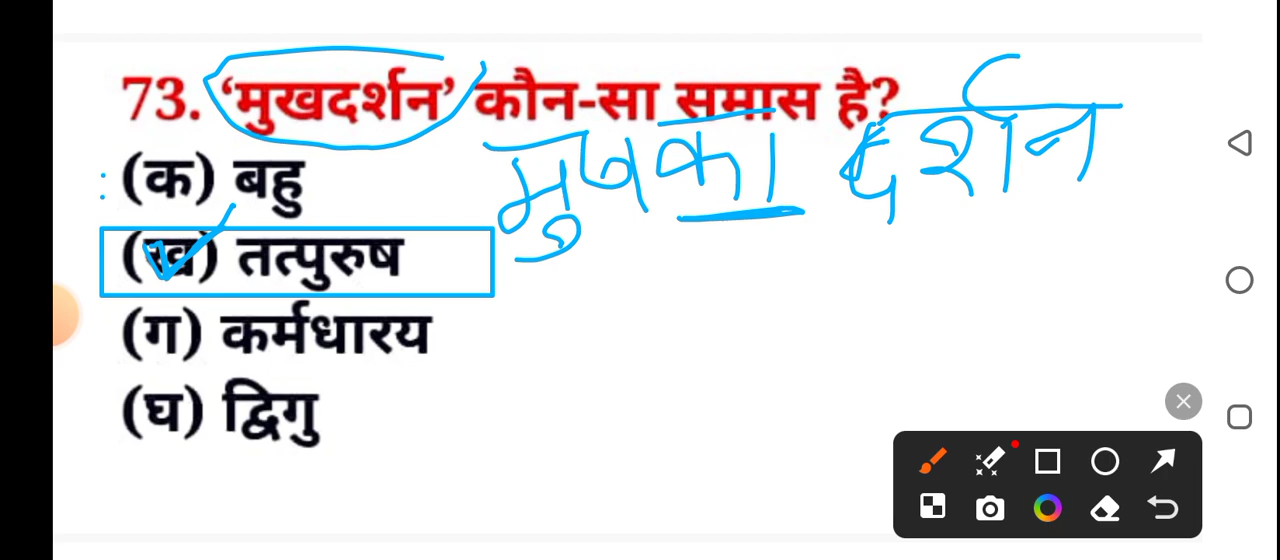 73. ‘मुखदर्शन’ कौन-सा समास है?
मुख का दर्शन
(क) बहु
(ख) तत्पुरुष
(ग) कर्मधारय
(घ) द्विगु